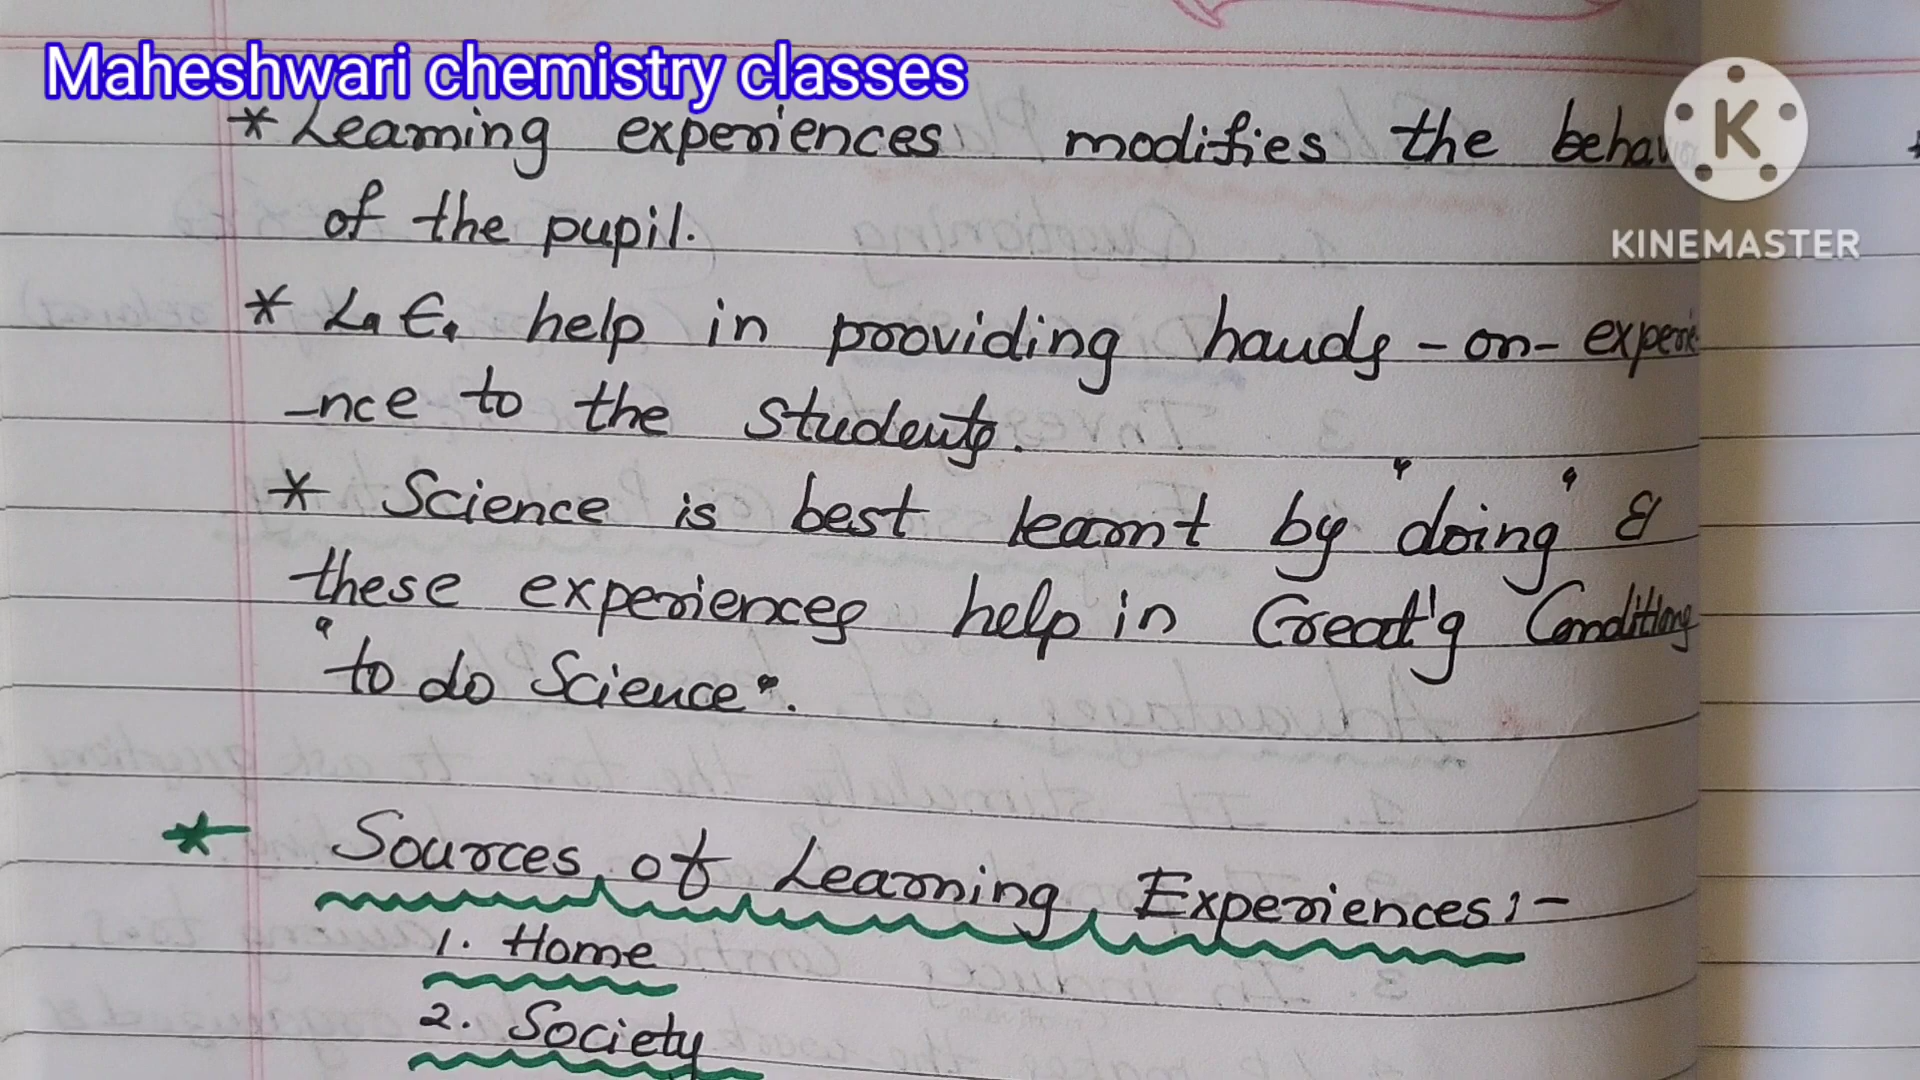 Maheshwari chemistry classes
* Learning experiences modifies the behav
of the pupil.
K
KINEMASTER
* L. E. help in providing hands-on-experie
-nce to the students.
* Science is best learnt by "doing" &
these experiences help in Creat'g Conditions
"to do Science".
* Sources of Learning Experiences:-
1. Home
2. Society